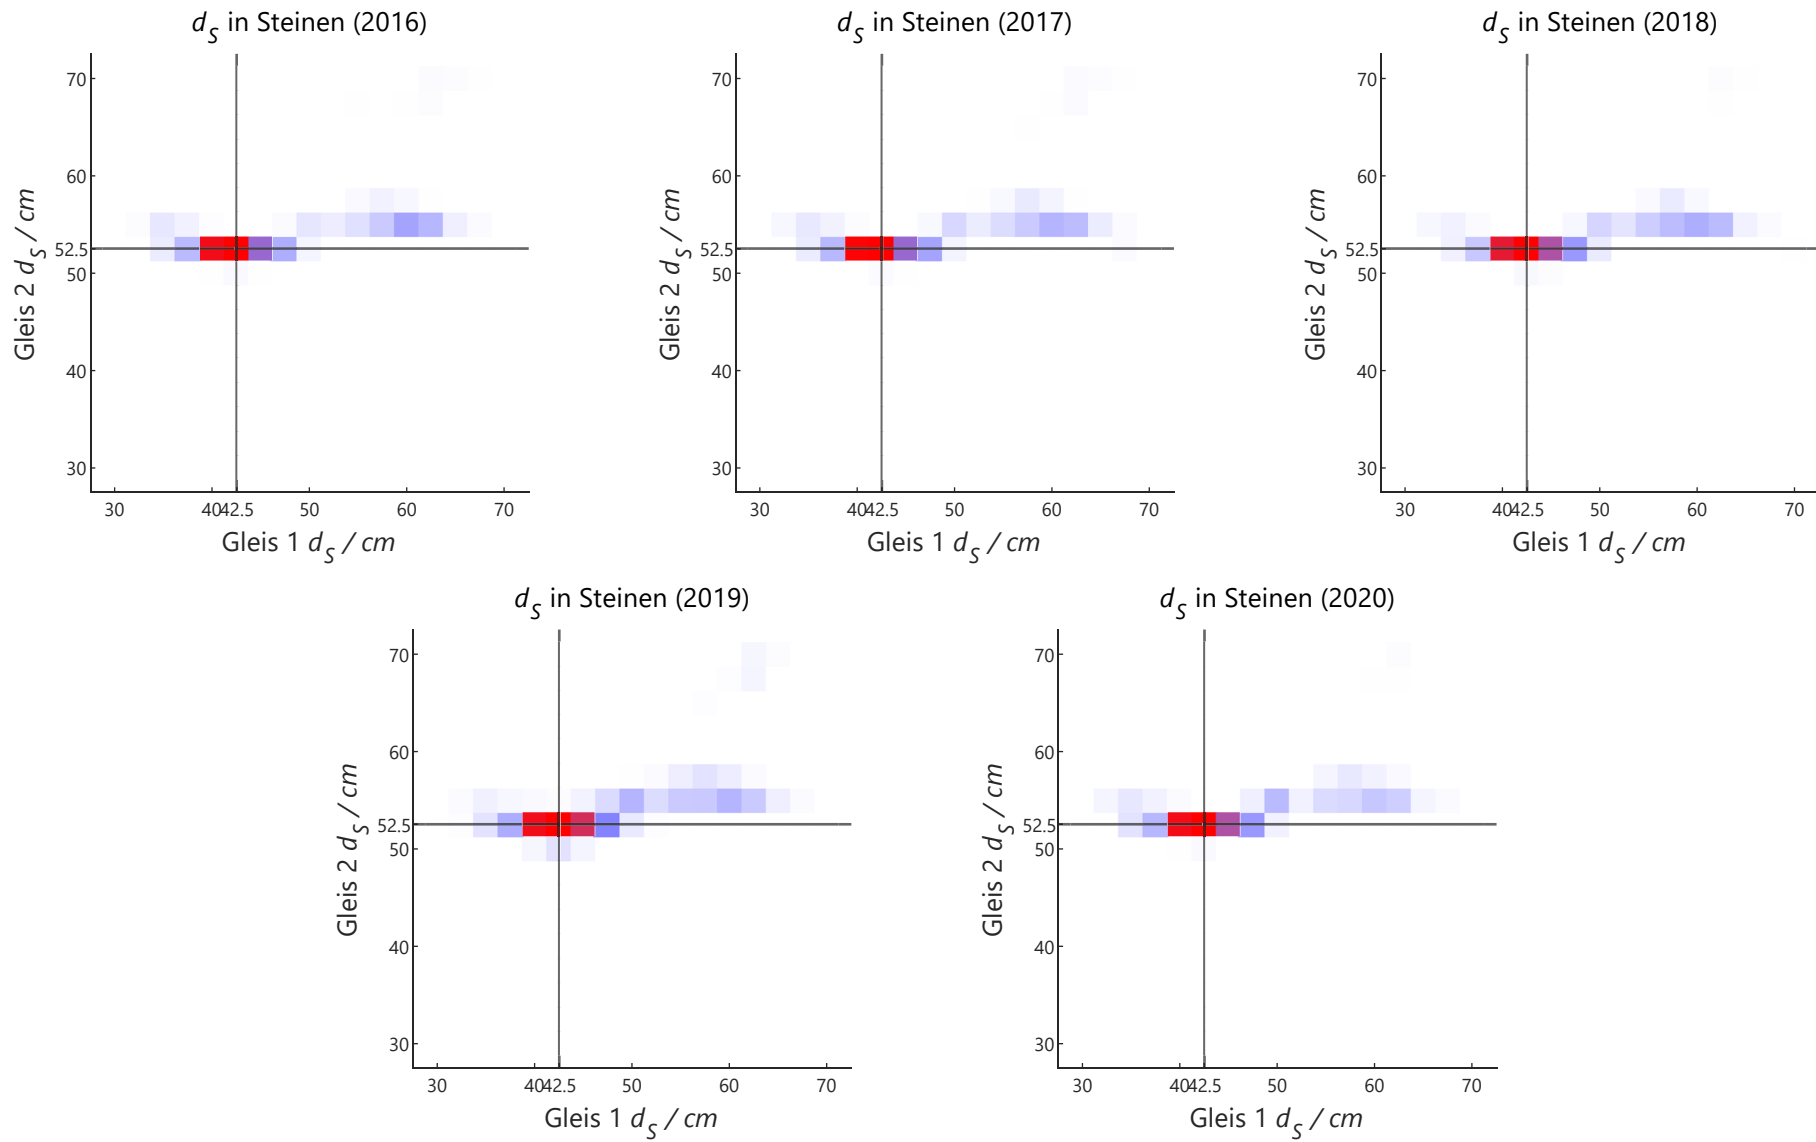 d_S in Steinen (2016)
70
60
52.5
50
40
30
Gleis 2 d_S / cm
30 40 42.5 50 60 70
Gleis 1 d_S / cm
d_S in Steinen (2017)
70
60
52.5
50
40
30
Gleis 2 d_S / cm
30 40 42.5 50 60 70
Gleis 1 d_S / cm
d_S in Steinen (2018)
70
60
52.5
50
40
30
Gleis 2 d_S / cm
30 40 42.5 50 60 70
Gleis 1 d_S / cm
d_S in Steinen (2019)
70
60
52.5
50
40
30
Gleis 2 d_S / cm
30 40 42.5 50 60 70
Gleis 1 d_S / cm
d_S in Steinen (2020)
70
60
52.5
50
40
30
Gleis 2 d_S / cm
30 40 42.5 50 60 70
Gleis 1 d_S / cm